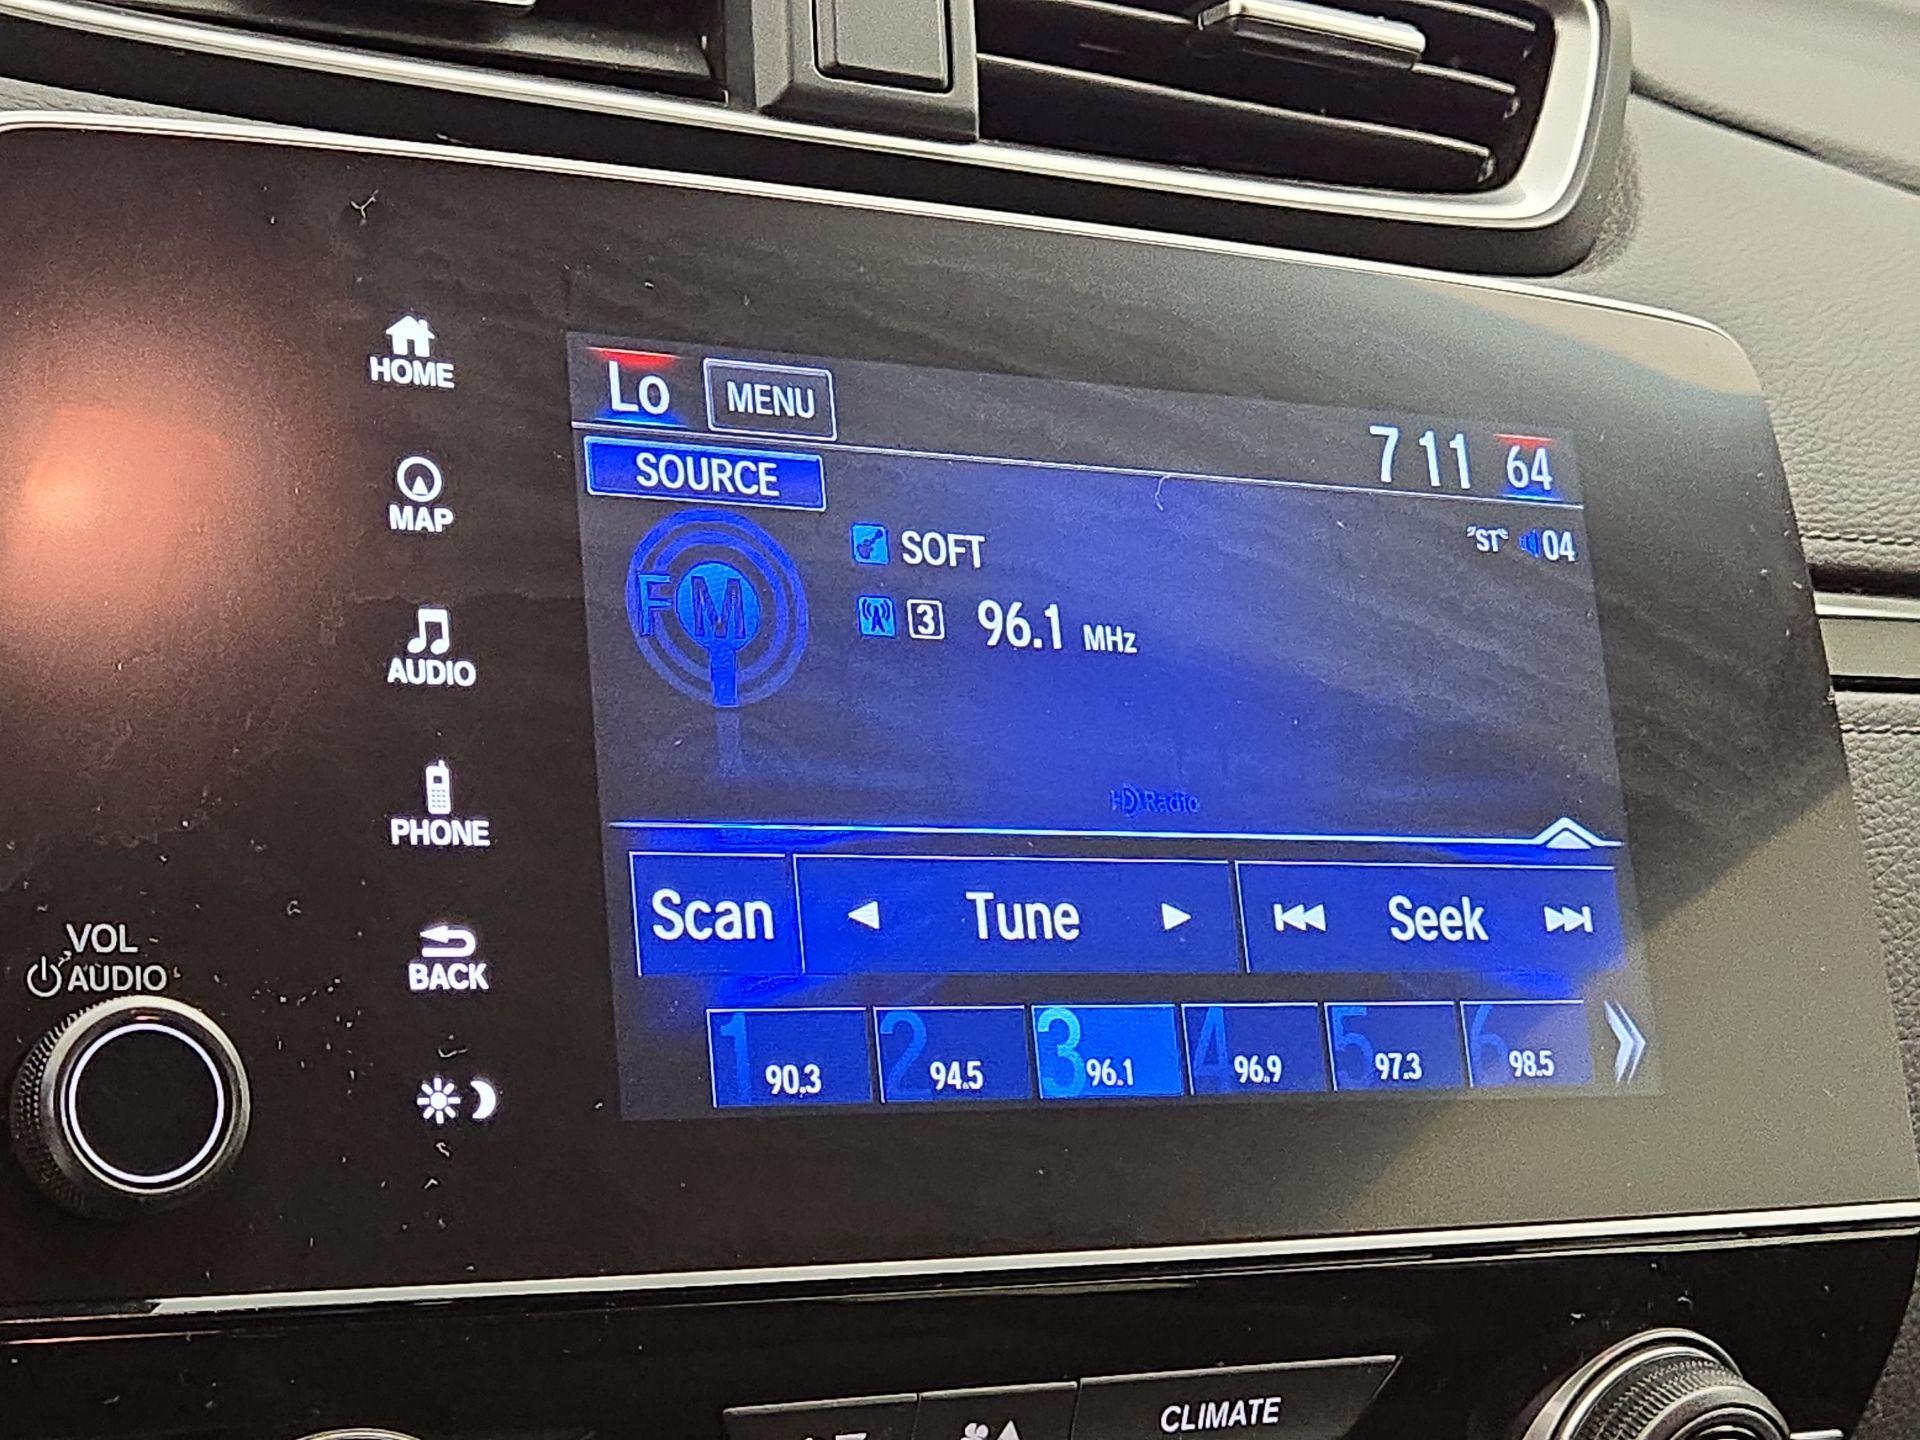 HOME
MAP
AUDIO
PHONE
BACK
VOL
AUDIO
Lo MENU 7 11 64
SOURCE
FM
SOFT "ST" 04
3 96.1 MHz
HD Radio
Scan Tune Seek
1 90.3 2 94.5 3 96.1 4 96.9 5 97.3 6 98.5
CLIMATE